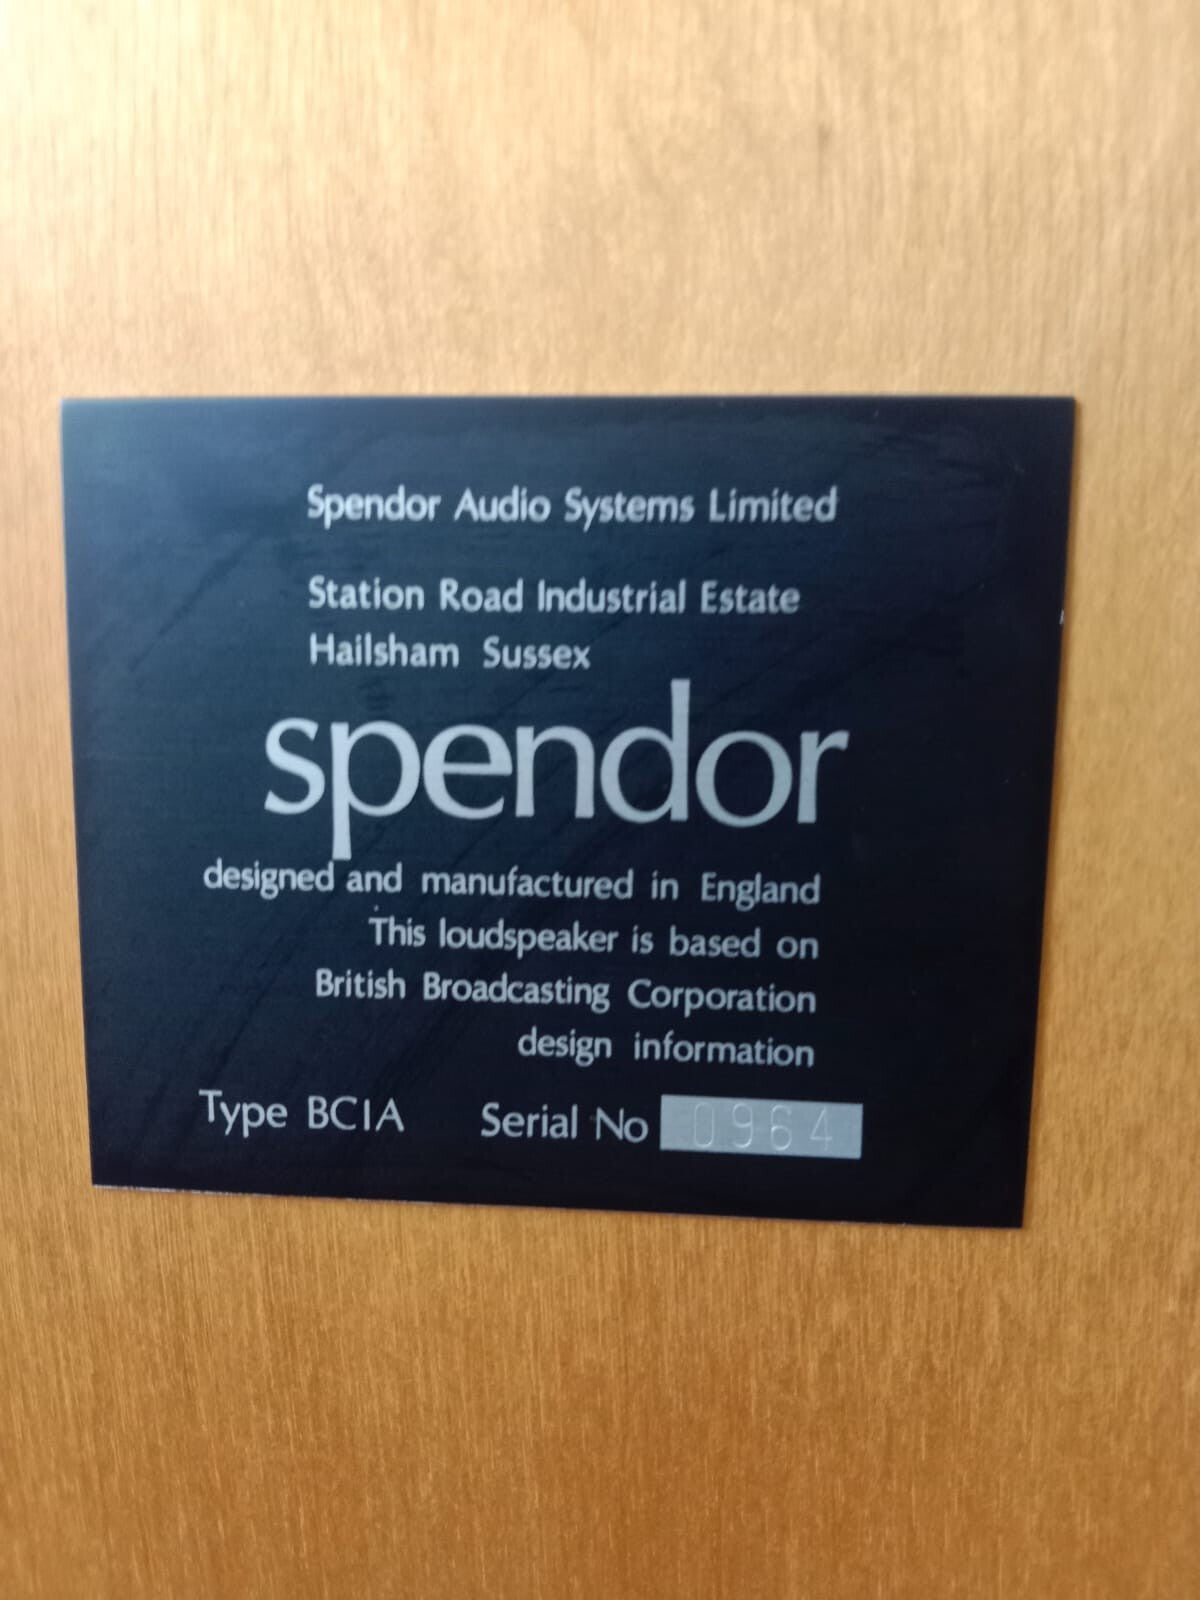 Spendor Audio Systems Limited
Station Road Industrial Estate
Hailsham Sussex
spendor
designed and manufactured in England
This loudspeaker is based on
British Broadcasting Corporation
design information
Type BC1A Serial No 0964